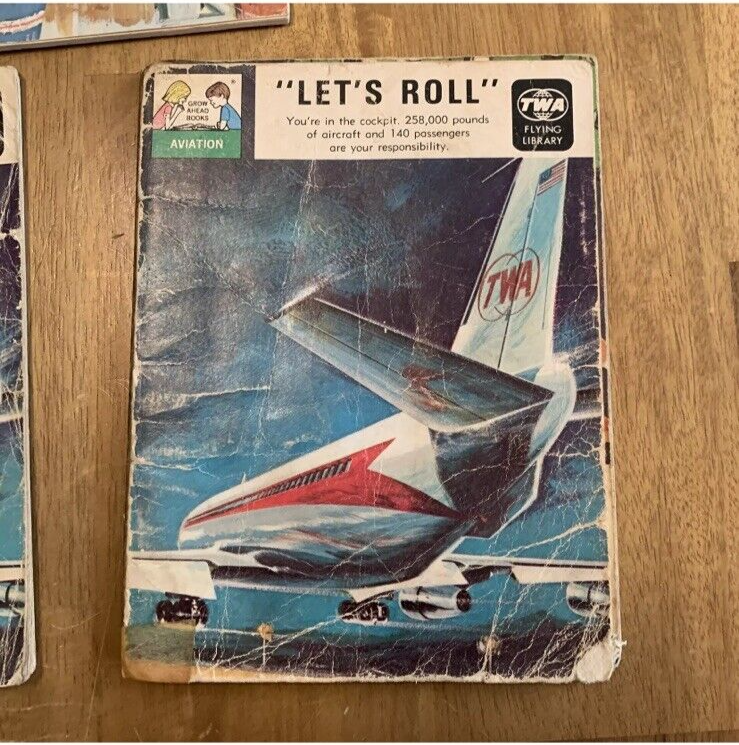 "LET'S ROLL"
You're in the cockpit. 258,000 pounds
of aircraft and 140 passengers
are your responsibility.
GROW
AHEAD
BOOKS
AVIATION
TWA
FLYING
LIBRARY
TWA